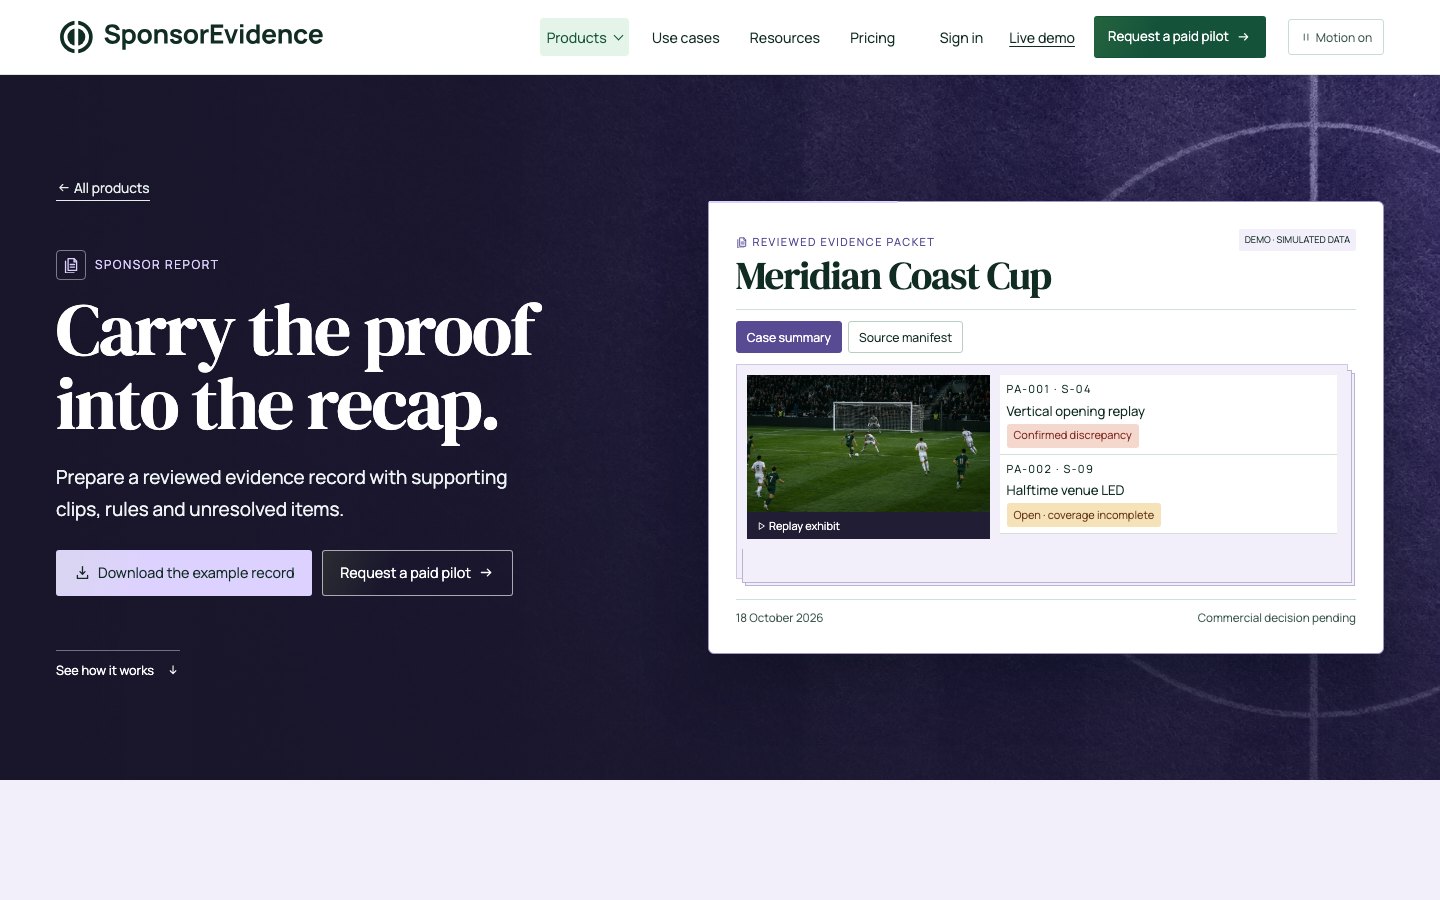 SponsorEvidence
Products
Use cases
Resources
Pricing
Sign in
Live demo
Request a paid pilot →
Motion on
← All products
SPONSOR REPORT
Carry the proof
into the recap.
Prepare a reviewed evidence record with supporting
clips, rules and unresolved items.
Download the example record
Request a paid pilot →
See how it works ↓
REVIEWED EVIDENCE PACKET
DEMO · SIMULATED DATA
Meridian Coast Cup
Case summary
Source manifest
Replay exhibit
PA-001 · S-04
Vertical opening replay
Confirmed discrepancy
PA-002 · S-09
Halftime venue LED
Open · coverage incomplete
18 October 2026
Commercial decision pending